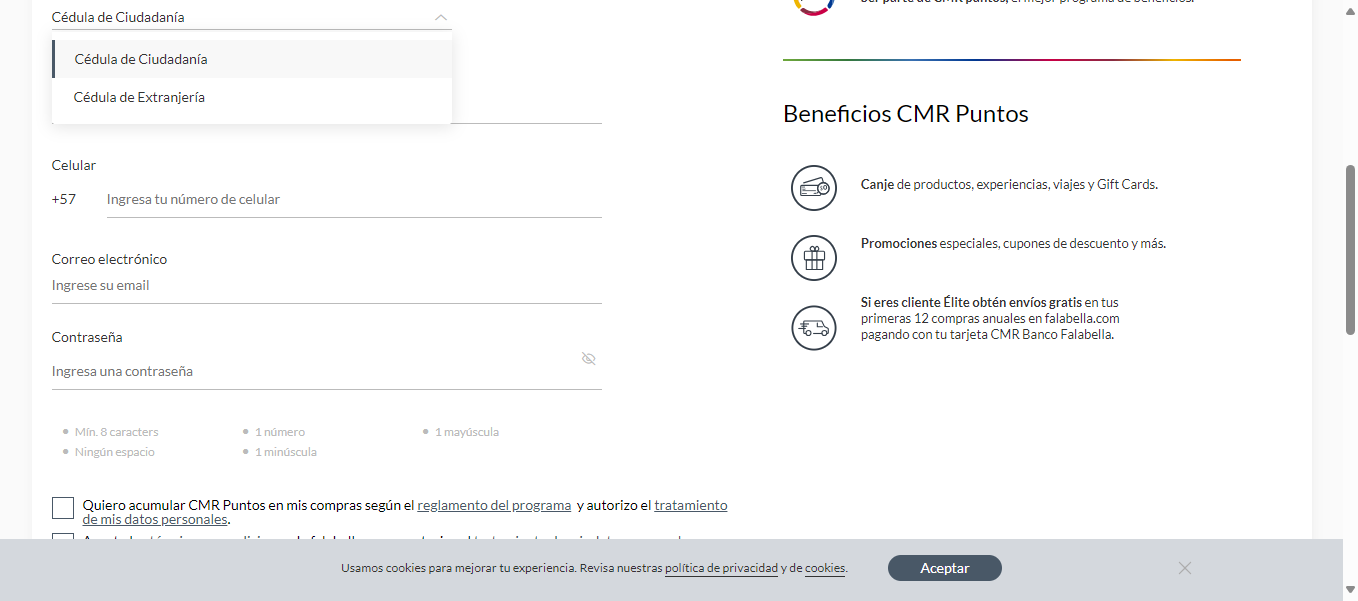 Cédula de Ciudadanía
Cédula de Ciudadanía
Cédula de Extranjería
Celular
+57 Ingresa tu número de celular
Correo electrónico
Ingrese su email
Contraseña
Ingresa una contraseña
Mín. 8 caracters
1 número
1 mayúscula
Ningún espacio
1 minúscula
Quiero acumular CMR Puntos en mis compras según el reglamento del programa y autorizo el tratamiento
de mis datos personales.
Beneficios CMR Puntos
Canje de productos, experiencias, viajes y Gift Cards.
Promociones especiales, cupones de descuento y más.
Si eres cliente Élite obtén envíos gratis en tus
primeras 12 compras anuales en falabella.com
pagando con tu tarjeta CMR Banco Falabella.
Usamos cookies para mejorar tu experiencia. Revisa nuestras política de privacidad y de cookies.
Aceptar